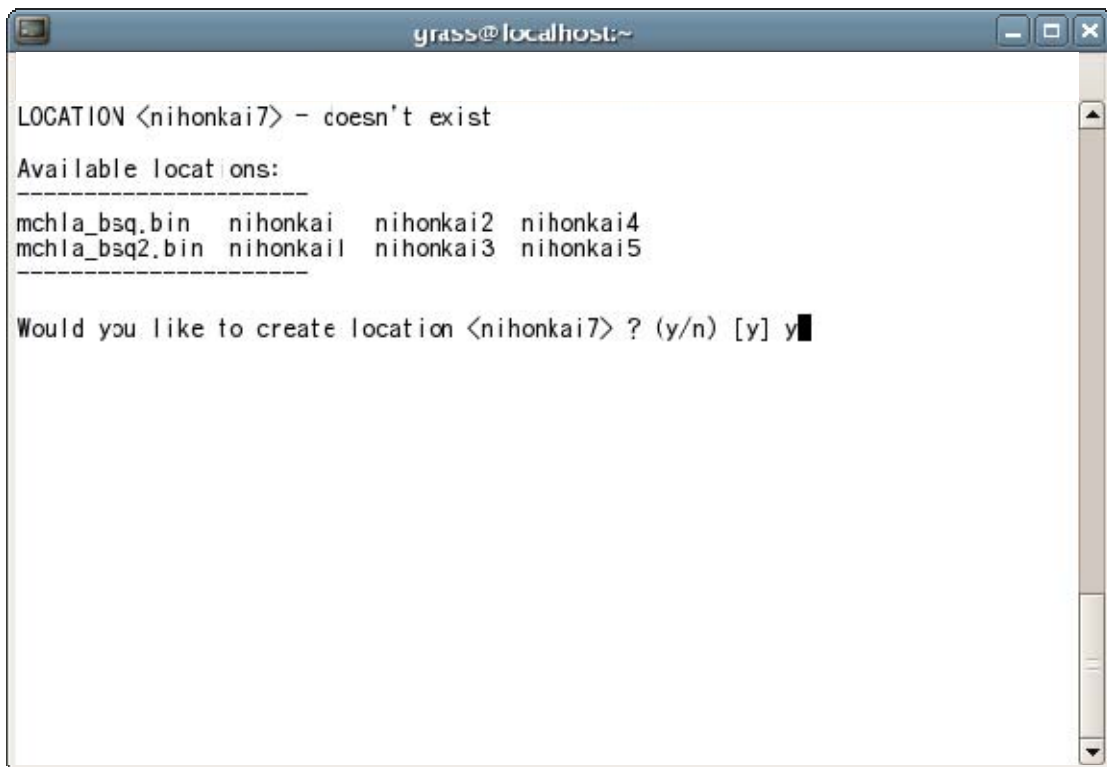 grass@localhost:~
LOCATION <nihonkai7> - doesn't exist
Available locations:
----------------------
mchla_bsq.bin nihonkai nihonkai2 nihonkai4
mchla_bsq2.bin nihonkai1 nihonkai3 nihonkai5
----------------------
Would you like to create location <nihonkai7> ? (y/n) [y] y